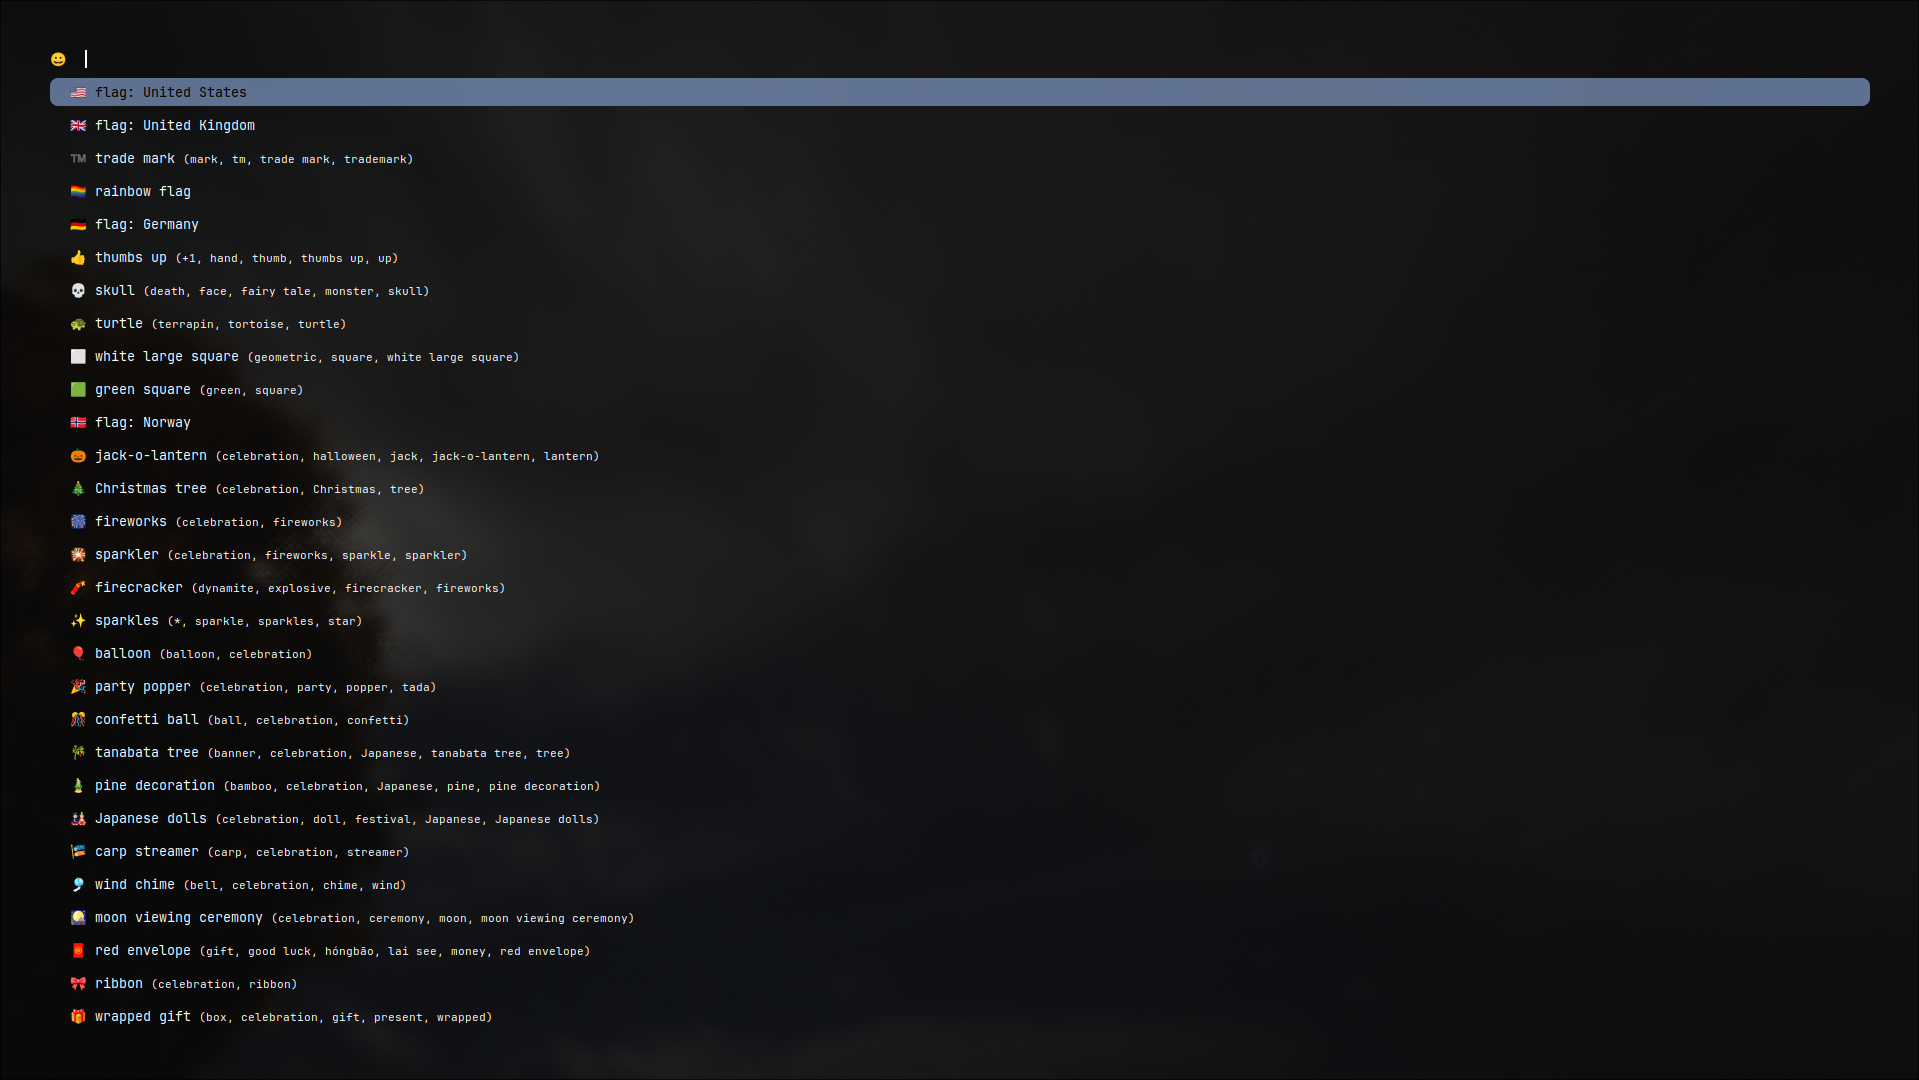 😀
🇺🇸 flag: United States
🇬🇧 flag: United Kingdom
™️ trade mark (mark, tm, trade mark, trademark)
🏳️‍🌈 rainbow flag
🇩🇪 flag: Germany
👍 thumbs up (+1, hand, thumb, thumbs up, up)
💀 skull (death, face, fairy tale, monster, skull)
🐢 turtle (terrapin, tortoise, turtle)
⬜ white large square (geometric, square, white large square)
🟩 green square (green, square)
🇳🇴 flag: Norway
🎃 jack-o-lantern (celebration, halloween, jack, jack-o-lantern, lantern)
🎄 Christmas tree (celebration, Christmas, tree)
🎆 fireworks (celebration, fireworks)
🎇 sparkler (celebration, fireworks, sparkle, sparkler)
🧨 firecracker (dynamite, explosive, firecracker, fireworks)
✨ sparkles (*, sparkle, sparkles, star)
🎈 balloon (balloon, celebration)
🎉 party popper (celebration, party, popper, tada)
🎊 confetti ball (ball, celebration, confetti)
🎋 tanabata tree (banner, celebration, Japanese, tanabata tree, tree)
🎍 pine decoration (bamboo, celebration, Japanese, pine, pine decoration)
🎎 Japanese dolls (celebration, doll, festival, Japanese, Japanese dolls)
🎏 carp streamer (carp, celebration, streamer)
🎐 wind chime (bell, celebration, chime, wind)
🎑 moon viewing ceremony (celebration, ceremony, moon, moon viewing ceremony)
🧧 red envelope (gift, good luck, hóngbāo, lai see, money, red envelope)
🎀 ribbon (celebration, ribbon)
🎁 wrapped gift (box, celebration, gift, present, wrapped)